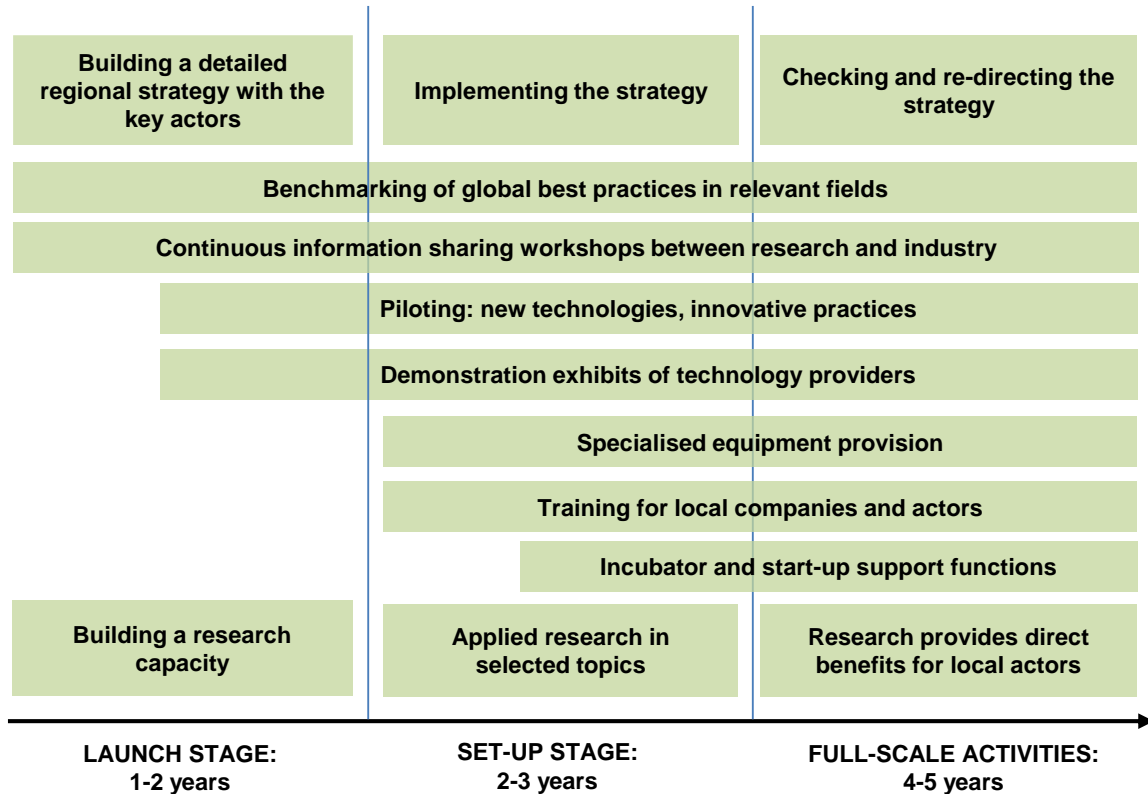 Building a detailed
regional strategy with the
key actors
Implementing the strategy
Checking and re-directing the
strategy
Benchmarking of global best practices in relevant fields
Continuous information sharing workshops between research and industry
Piloting: new technologies, innovative practices
Demonstration exhibits of technology providers
Specialised equipment provision
Training for local companies and actors
Incubator and start-up support functions
Building a research
capacity
Applied research in
selected topics
Research provides direct
benefits for local actors
LAUNCH STAGE:
1-2 years
SET-UP STAGE:
2-3 years
FULL-SCALE ACTIVITIES:
4-5 years